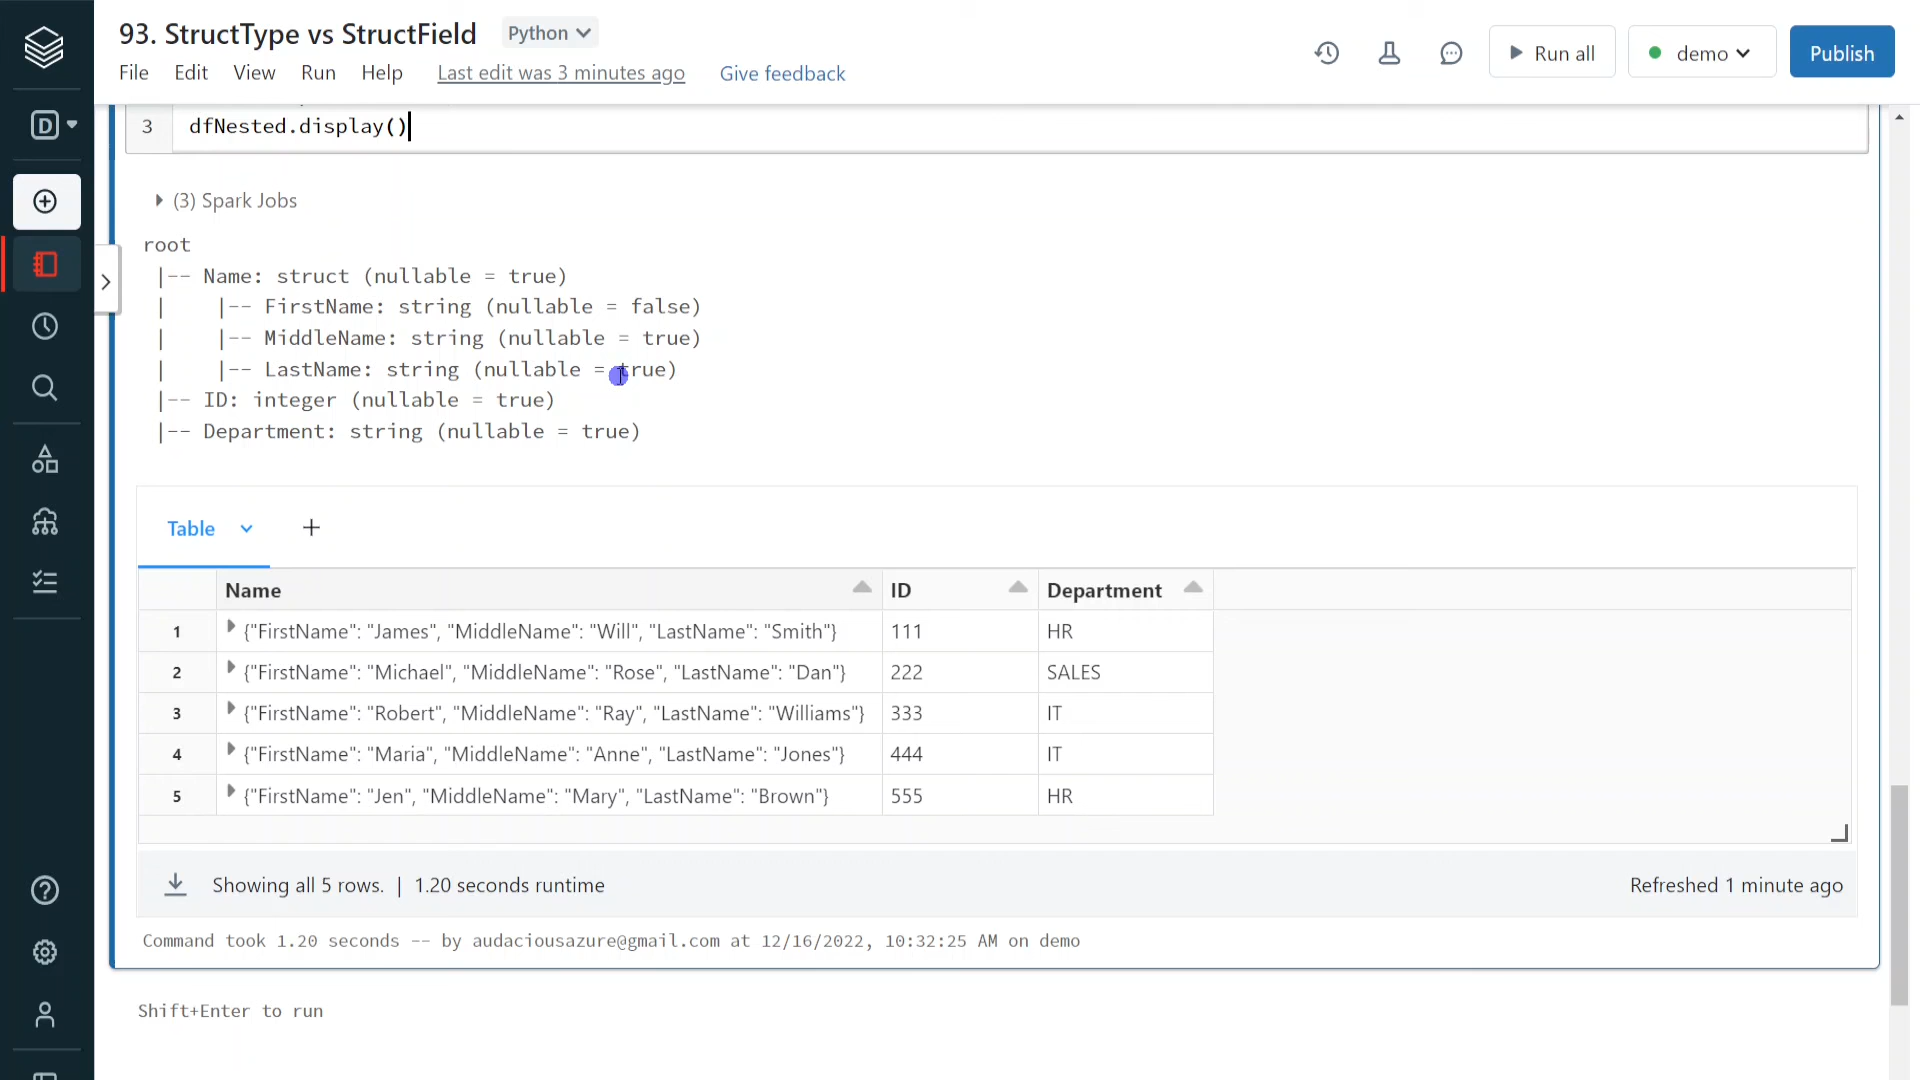 93. StructType vs StructField Python
File Edit View Run Help Last edit was 3 minutes ago Give feedback
Run all
demo
Publish
D
3 dfNested.display()
(3) Spark Jobs
root
|-- Name: struct (nullable = true)
| |-- FirstName: string (nullable = false)
| |-- MiddleName: string (nullable = true)
| |-- LastName: string (nullable = true)
|-- ID: integer (nullable = true)
|-- Department: string (nullable = true)
Table +
Name ID Department
1 {"FirstName": "James", "MiddleName": "Will", "LastName": "Smith"} 111 HR
2 {"FirstName": "Michael", "MiddleName": "Rose", "LastName": "Dan"} 222 SALES
3 {"FirstName": "Robert", "MiddleName": "Ray", "LastName": "Williams"} 333 IT
4 {"FirstName": "Maria", "MiddleName": "Anne", "LastName": "Jones"} 444 IT
5 {"FirstName": "Jen", "MiddleName": "Mary", "LastName": "Brown"} 555 HR
Showing all 5 rows. | 1.20 seconds runtime
Refreshed 1 minute ago
Command took 1.20 seconds -- by audaciousazure@gmail.com at 12/16/2022, 10:32:25 AM on demo
Shift+Enter to run